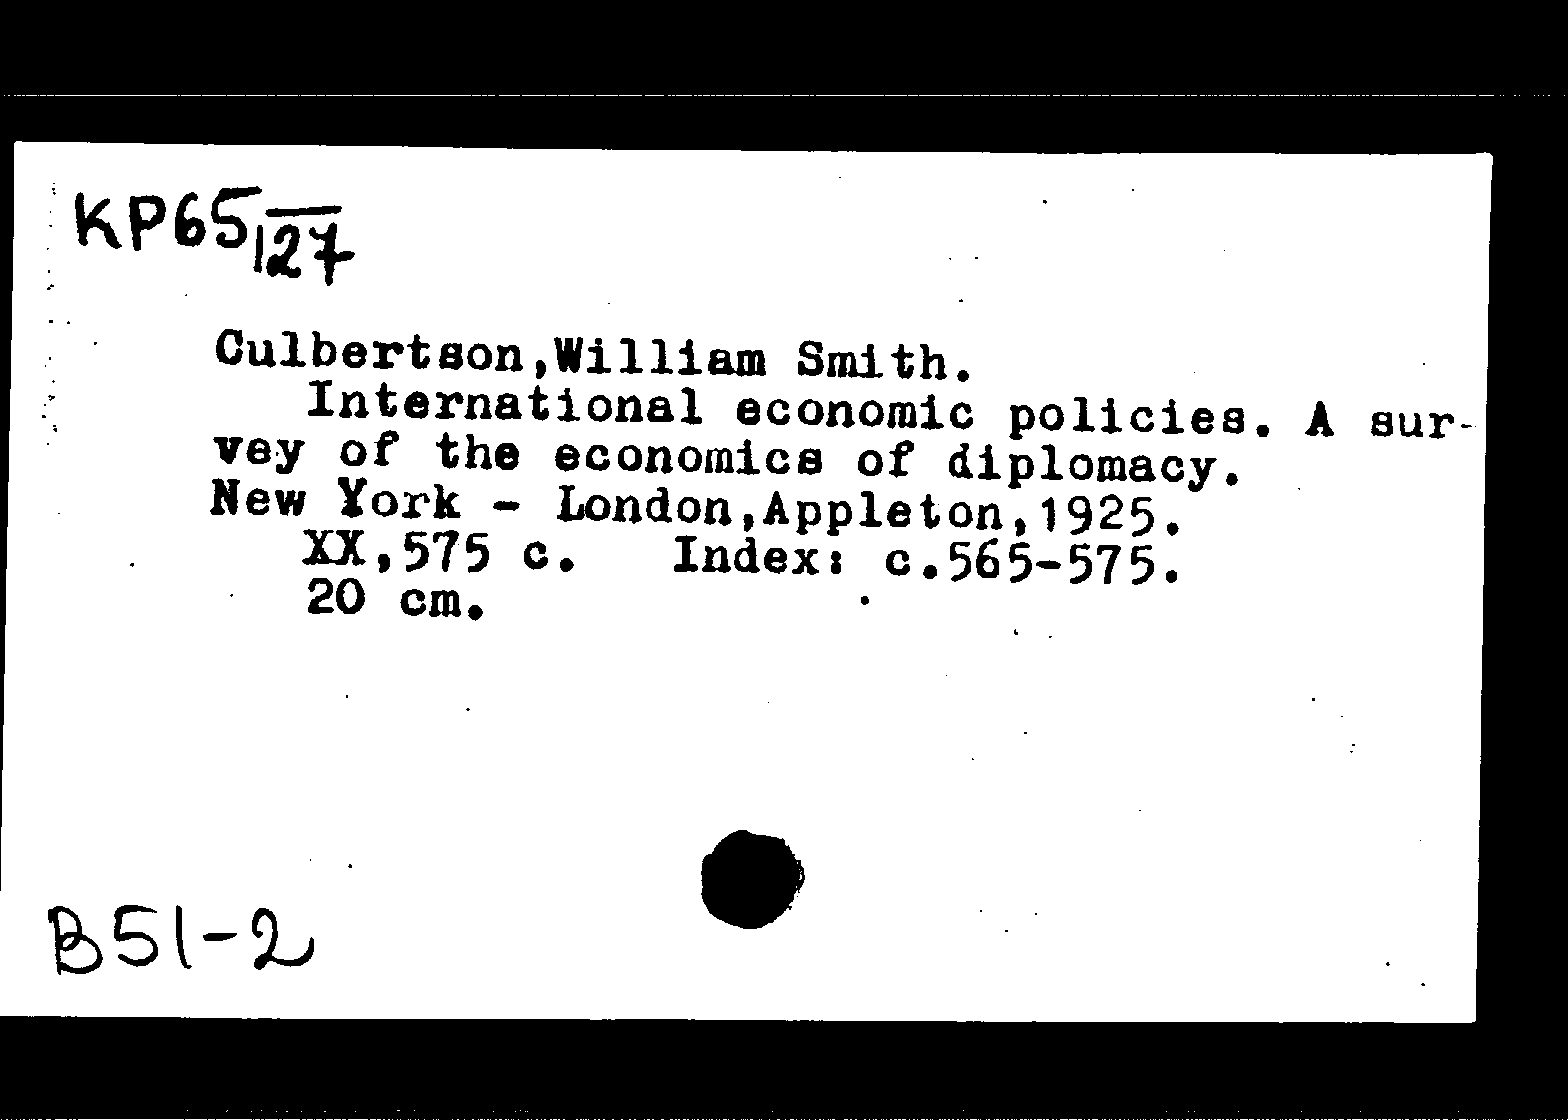 KP65/127
Culbertson,William Smith.
International economic policies. A sur-
vey of the economics of diplomacy.
New York - London,Appleton,1925.
XX,575 c. Index: c.565-575.
20 cm.
B51-2